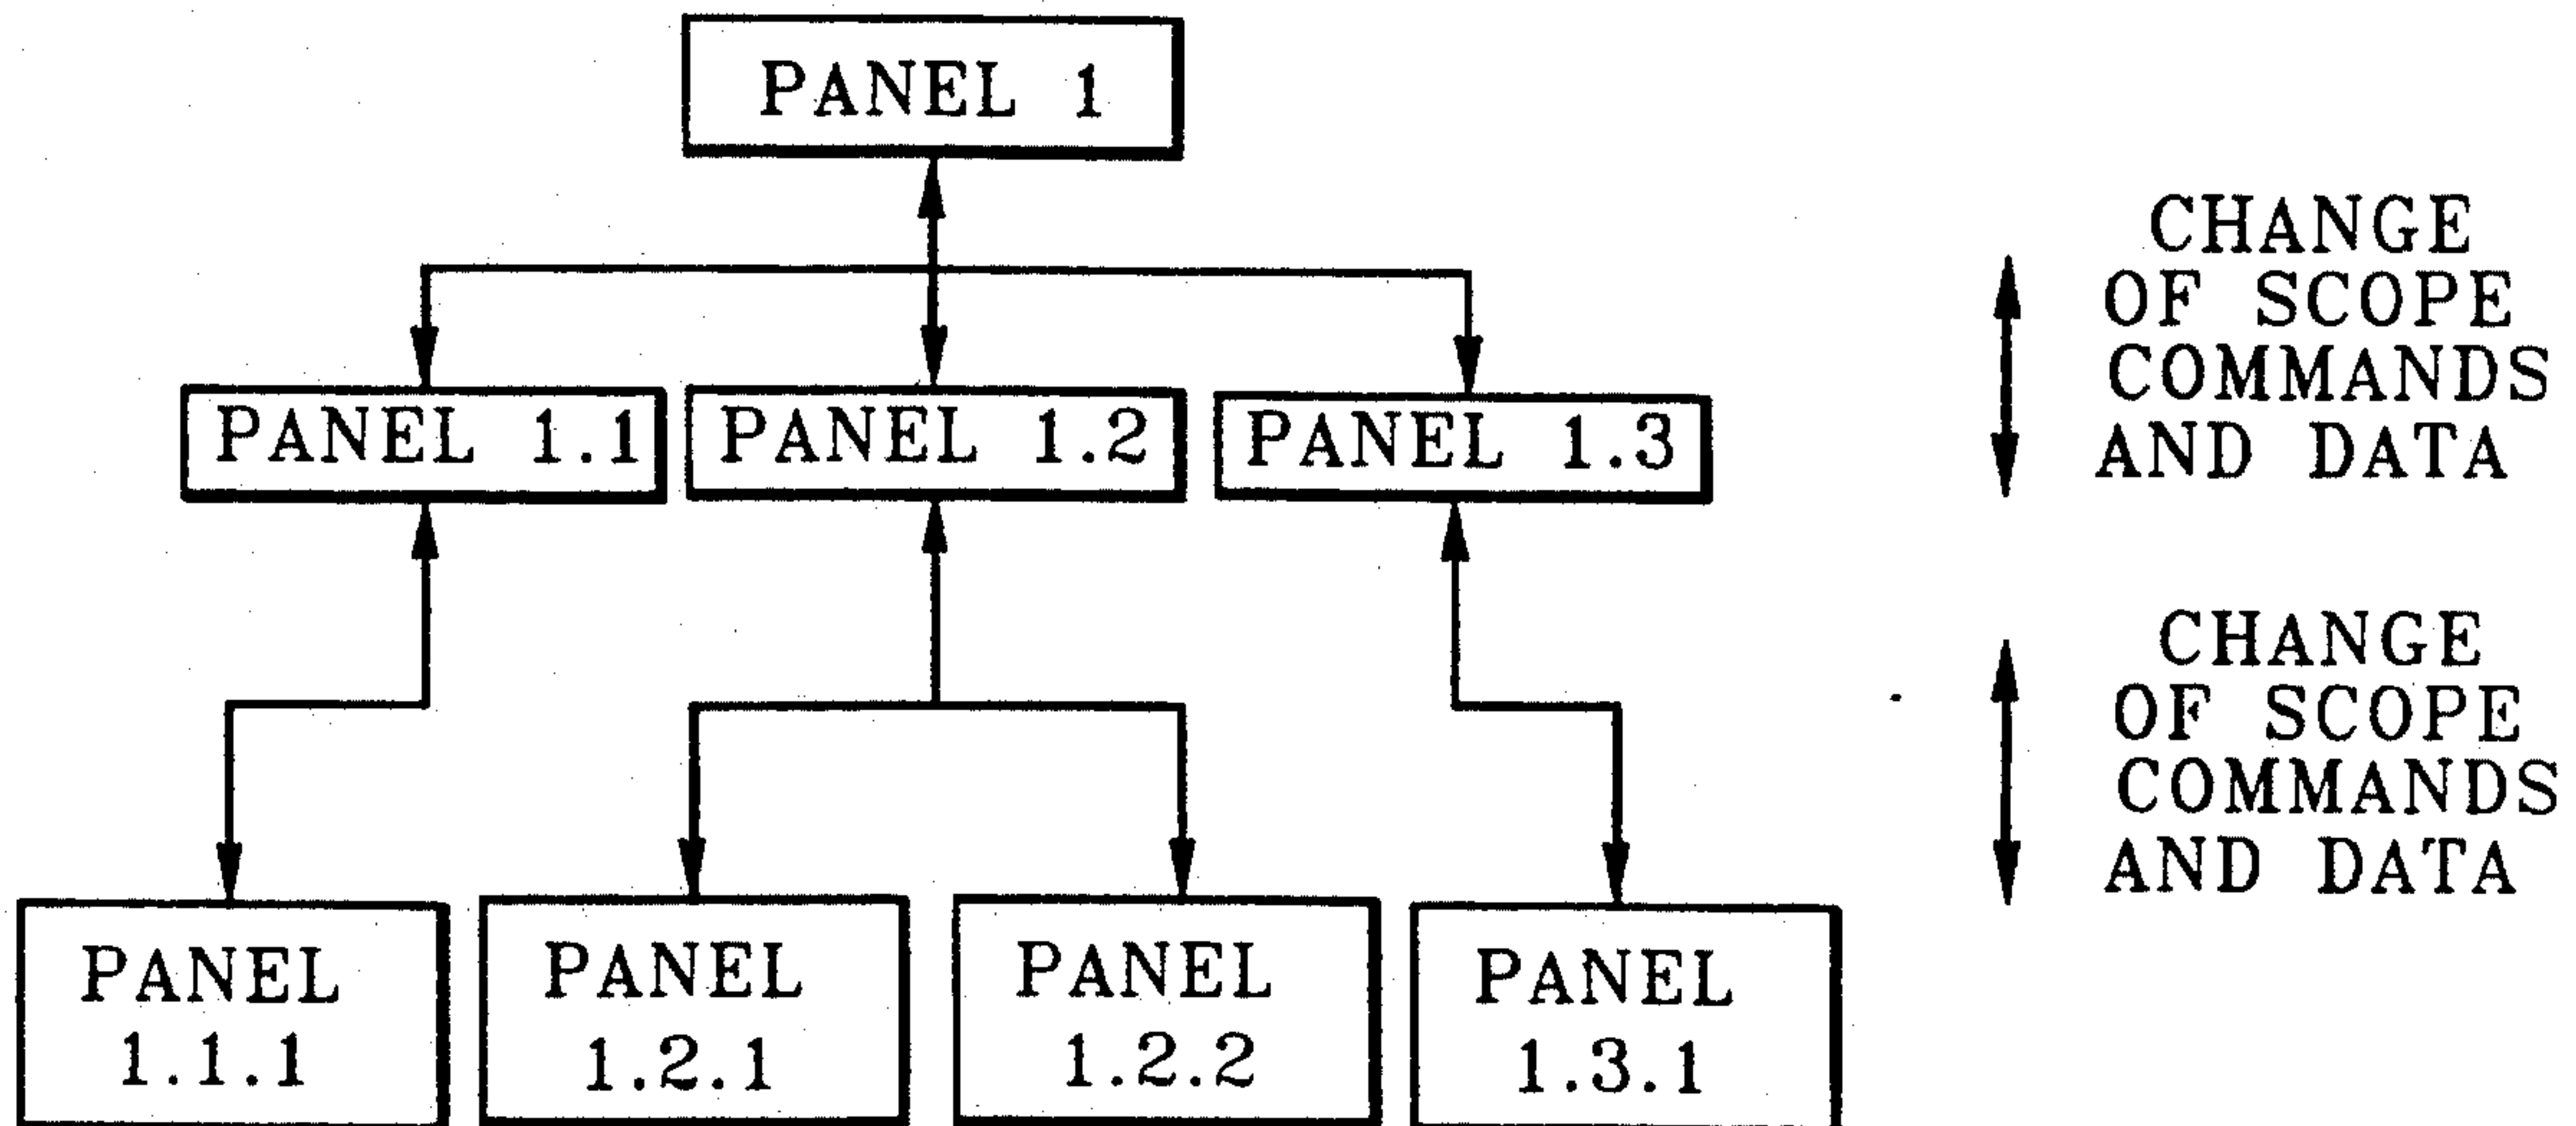 PANEL 1
CHANGE
OF SCOPE
COMMANDS
AND DATA
PANEL 1.1
PANEL 1.2
PANEL 1.3
CHANGE
OF SCOPE
COMMANDS
AND DATA
PANEL
1.1.1
PANEL
1.2.1
PANEL
1.2.2
PANEL
1.3.1